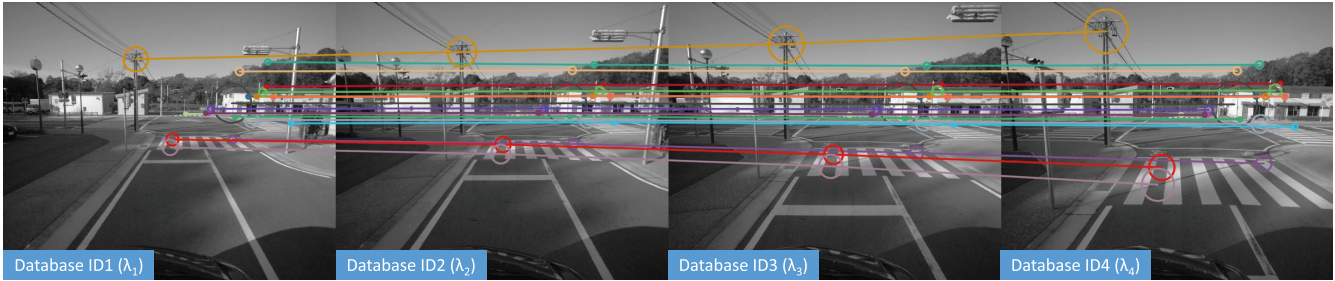 Database ID1 (λ1)
Database ID2 (λ2)
Database ID3 (λ3)
Database ID4 (λ4)